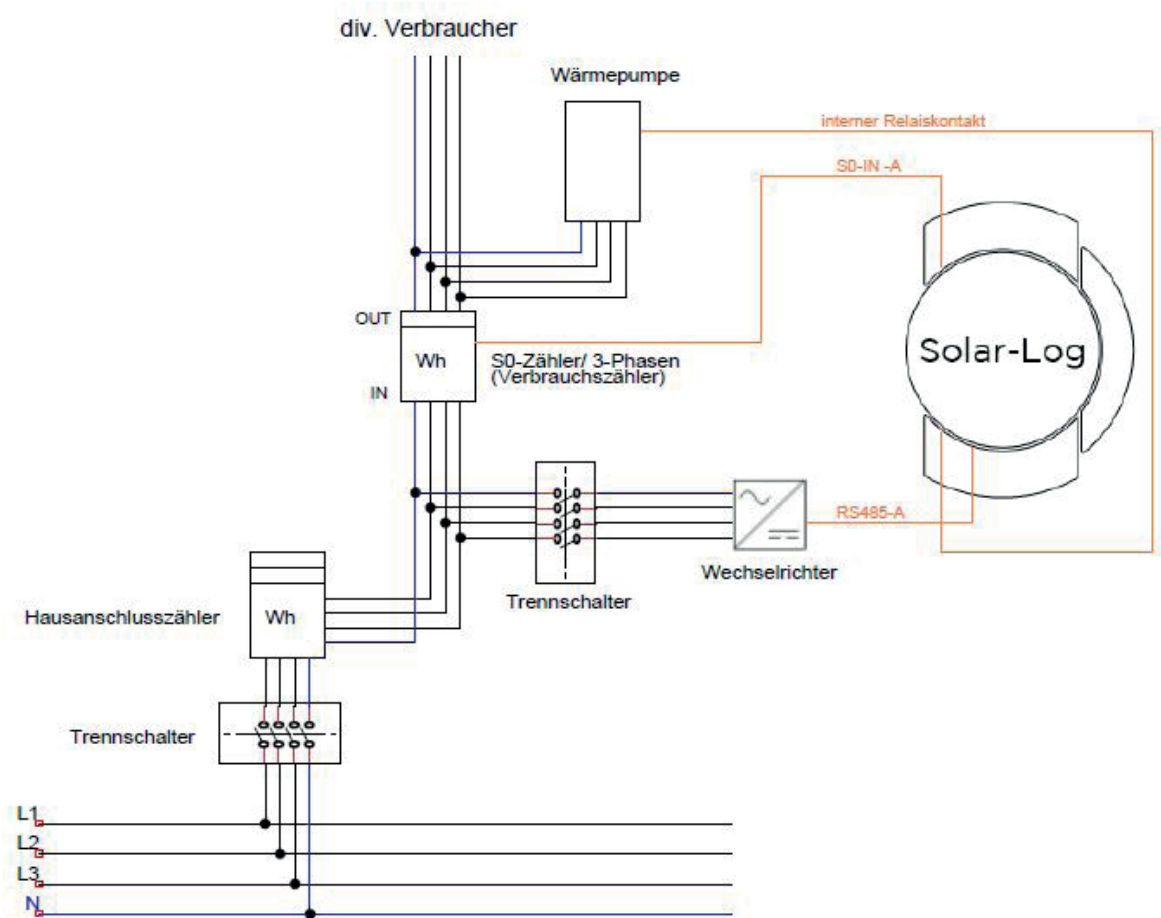 div. Verbraucher
Wärmepumpe
interner Relaiskontakt
S0-IN -A
OUT
Wh
S0-Zähler/ 3-Phasen
(Verbrauchszähler)
IN
Solar-Log
RS485-A
Wechselrichter
Trennschalter
Hausanschlusszähler
Wh
Trennschalter
L1
L2
L3
N